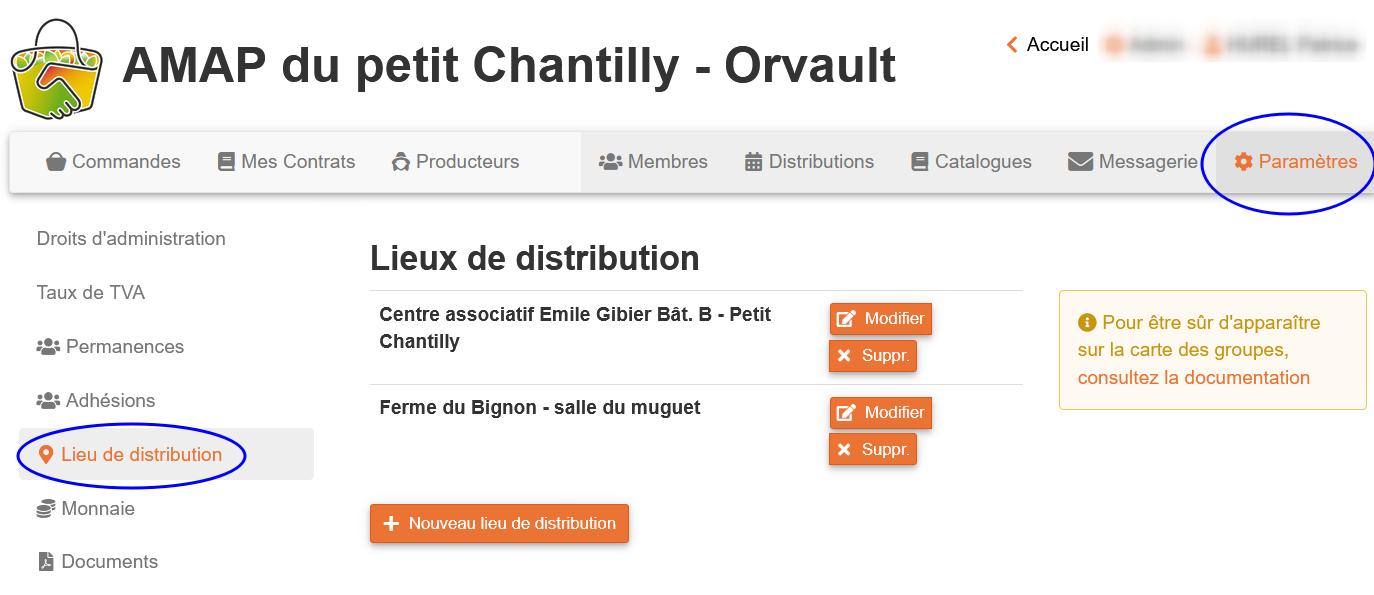 AMAP du petit Chantilly - Orvault
Accueil
Commandes
Mes Contrats
Producteurs
Membres
Distributions
Catalogues
Messagerie
Paramètres
Droits d'administration
Taux de TVA
Permanences
Adhésions
Lieu de distribution
Monnaie
Documents
Lieux de distribution
Centre associatif Emile Gibier Bât. B - Petit
Chantilly
Modifier
Suppr.
Ferme du Bignon - salle du muguet
Modifier
Suppr.
Nouveau lieu de distribution
Pour être sûr d'apparaître
sur la carte des groupes,
consultez la documentation